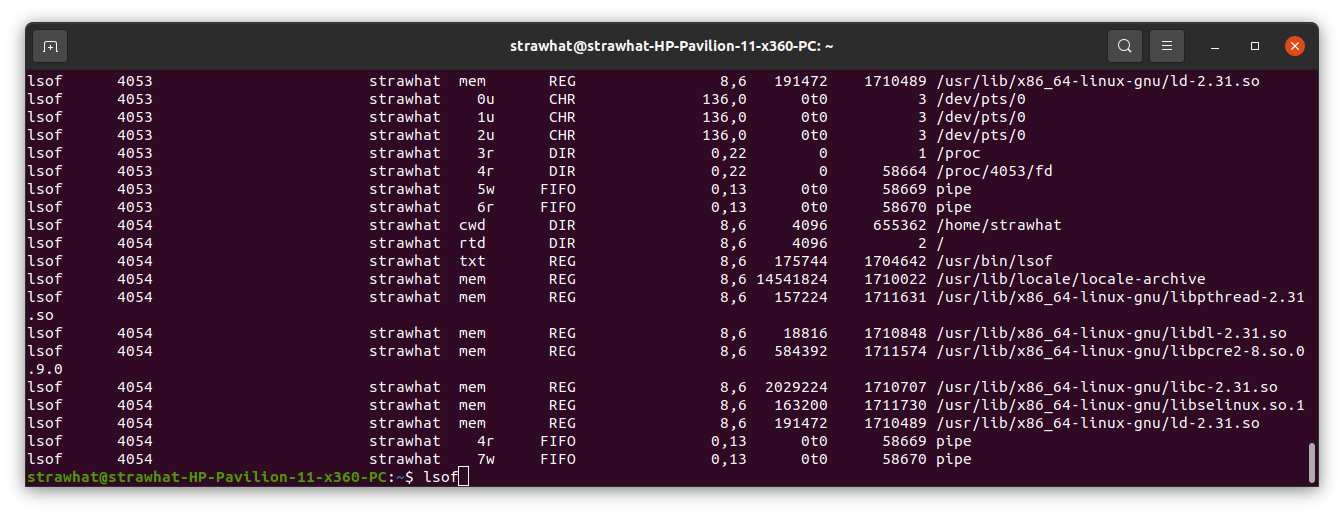 strawhat@strawhat-HP-Pavilion-11-x360-PC: ~
lsof      4053                        strawhat  mem       REG                8,6   191472    1710489 /usr/lib/x86_64-linux-gnu/ld-2.31.so
lsof      4053                        strawhat    0u      CHR              136,0      0t0          3 /dev/pts/0
lsof      4053                        strawhat    1u      CHR              136,0      0t0          3 /dev/pts/0
lsof      4053                        strawhat    2u      CHR              136,0      0t0          3 /dev/pts/0
lsof      4053                        strawhat    3r      DIR               0,22        0          1 /proc
lsof      4053                        strawhat    4r      DIR               0,22        0      58664 /proc/4053/fd
lsof      4053                        strawhat    5w     FIFO               0,13      0t0      58669 pipe
lsof      4053                        strawhat    6r     FIFO               0,13      0t0      58670 pipe
lsof      4054                        strawhat  cwd       DIR                8,6     4096     655362 /home/strawhat
lsof      4054                        strawhat  rtd       DIR                8,6     4096          2 /
lsof      4054                        strawhat  txt       REG                8,6   175744    1704642 /usr/bin/lsof
lsof      4054                        strawhat  mem       REG                8,6 14541824    1710022 /usr/lib/locale/locale-archive
lsof      4054                        strawhat  mem       REG                8,6   157224    1711631 /usr/lib/x86_64-linux-gnu/libpthread-2.31
.so
lsof      4054                        strawhat  mem       REG                8,6    18816    1710848 /usr/lib/x86_64-linux-gnu/libdl-2.31.so
lsof      4054                        strawhat  mem       REG                8,6   584392    1711574 /usr/lib/x86_64-linux-gnu/libpcre2-8.so.0
.9.0
lsof      4054                        strawhat  mem       REG                8,6  2029224    1710707 /usr/lib/x86_64-linux-gnu/libc-2.31.so
lsof      4054                        strawhat  mem       REG                8,6   163200    1711730 /usr/lib/x86_64-linux-gnu/libselinux.so.1
lsof      4054                        strawhat  mem       REG                8,6   191472    1710489 /usr/lib/x86_64-linux-gnu/ld-2.31.so
lsof      4054                        strawhat    4r     FIFO               0,13      0t0      58669 pipe
lsof      4054                        strawhat    7w     FIFO               0,13      0t0      58670 pipe
strawhat@strawhat-HP-Pavilion-11-x360-PC:~$ lsof